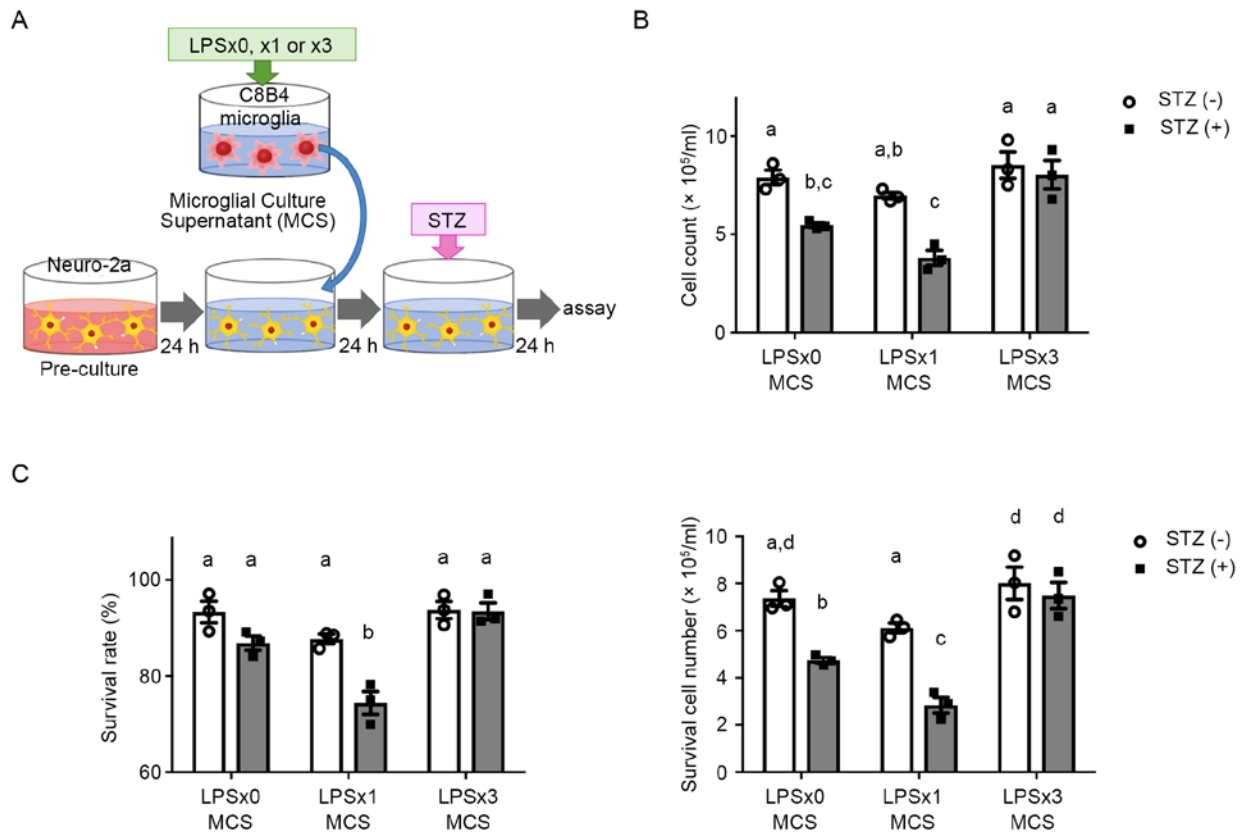 A
LPSx0, x1 or x3
C8B4
microglia
Microglial Culture
Supernatant (MCS)
STZ
Neuro-2a
24 h
24 h
24 h
assay
Pre-culture
B
Cell count (× 10⁵/ml)
10
5
0
a
b,c
a,b
c
a
a
LPSx0
MCS
LPSx1
MCS
LPSx3
MCS
STZ (-)
STZ (+)
C
Survival rate (%)
100
80
60
a
a
a
b
a
a
LPSx0
MCS
LPSx1
MCS
LPSx3
MCS
Survival cell number (× 10⁵/ml)
10
8
6
4
2
0
a,d
b
a
c
d
d
LPSx0
MCS
LPSx1
MCS
LPSx3
MCS
STZ (-)
STZ (+)